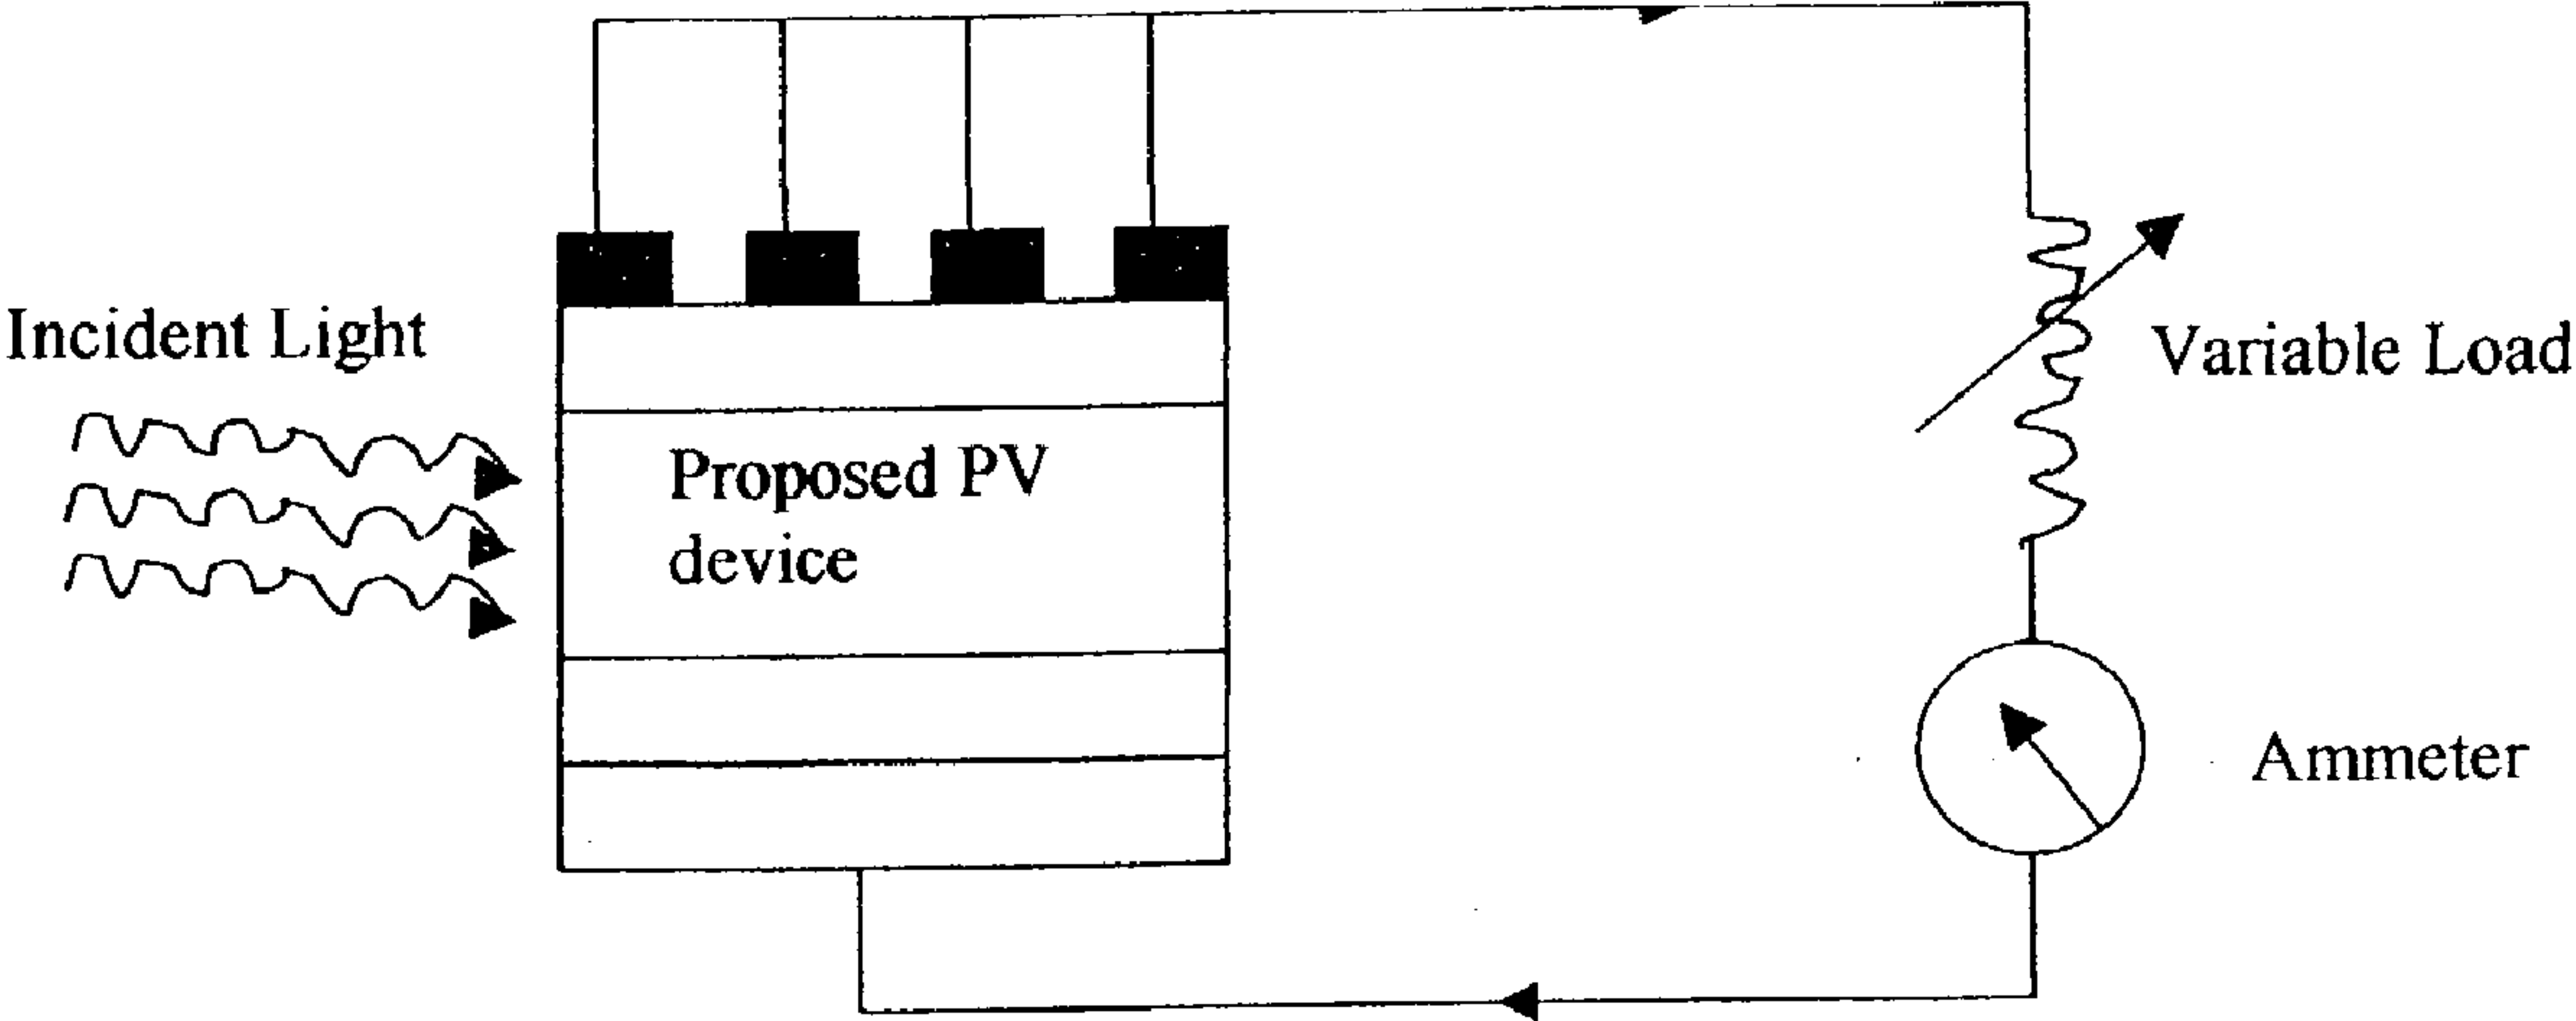 Incident Light
Proposed PV
device
Variable Load
Ammeter